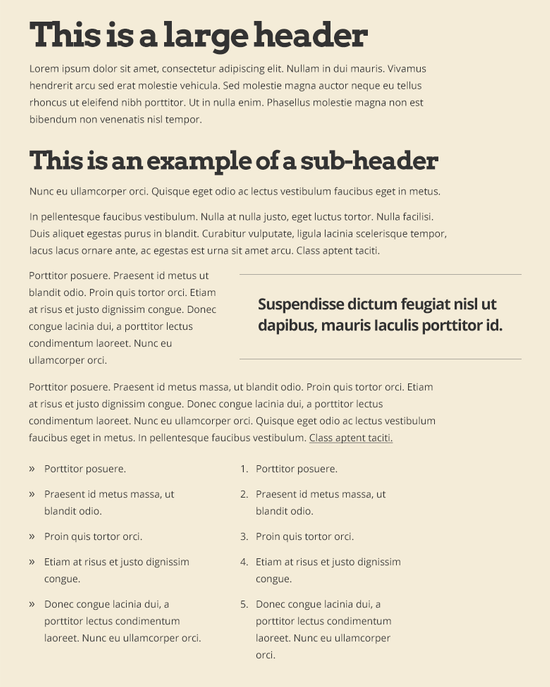 This is a large header
Lorem ipsum dolor sit amet, consectetur adipiscing elit. Nullam in dui mauris. Vivamus
hendrerit arcu sed erat molestie vehicula. Sed molestie magna auctor neque eu tellus
rhoncus ut eleifend nibh porttitor. Ut in nulla enim. Phasellus molestie magna non est
bibendum non venenatis nisl tempor.
This is an example of a sub-header
Nunc eu ullamcorper orci. Quisque eget odio ac lectus vestibulum faucibus eget in metus.
In pellentesque faucibus vestibulum. Nulla at nulla justo, eget luctus tortor. Nulla facilisi.
Duis aliquet egestas purus in blandit. Curabitur vulputate, ligula lacinia scelerisque tempor,
lacus lacus ornare ante, ac egestas est urna sit amet arcu. Class aptent taciti.
Porttitor posuere. Praesent id metus ut
blandit odio. Proin quis tortor orci. Etiam
at risus et justo dignissim congue. Donec
congue lacinia dui, a porttitor lectus
condimentum laoreet. Nunc eu
ullamcorper orci.
Suspendisse dictum feugiat nisl ut
dapibus, mauris Iaculis porttitor id.
Porttitor posuere. Praesent id metus massa, ut blandit odio. Proin quis tortor orci. Etiam
at risus et justo dignissim congue. Donec congue lacinia dui, a porttitor lectus
condimentum laoreet. Nunc eu ullamcorper orci. Quisque eget odio ac lectus vestibulum
faucibus eget in metus. In pellentesque faucibus vestibulum. Class aptent taciti.
» Porttitor posuere.
» Praesent id metus massa, ut
blandit odio.
» Proin quis tortor orci.
» Etiam at risus et justo dignissim
congue.
» Donec congue lacinia dui, a
porttitor lectus condimentum
laoreet. Nunc eu ullamcorper orci.
1. Porttitor posuere.
2. Praesent id metus massa, ut
blandit odio.
3. Proin quis tortor orci.
4. Etiam at risus et justo dignissim
congue.
5. Donec congue lacinia dui, a
porttitor lectus condimentum
laoreet. Nunc eu ullamcorper
orci.